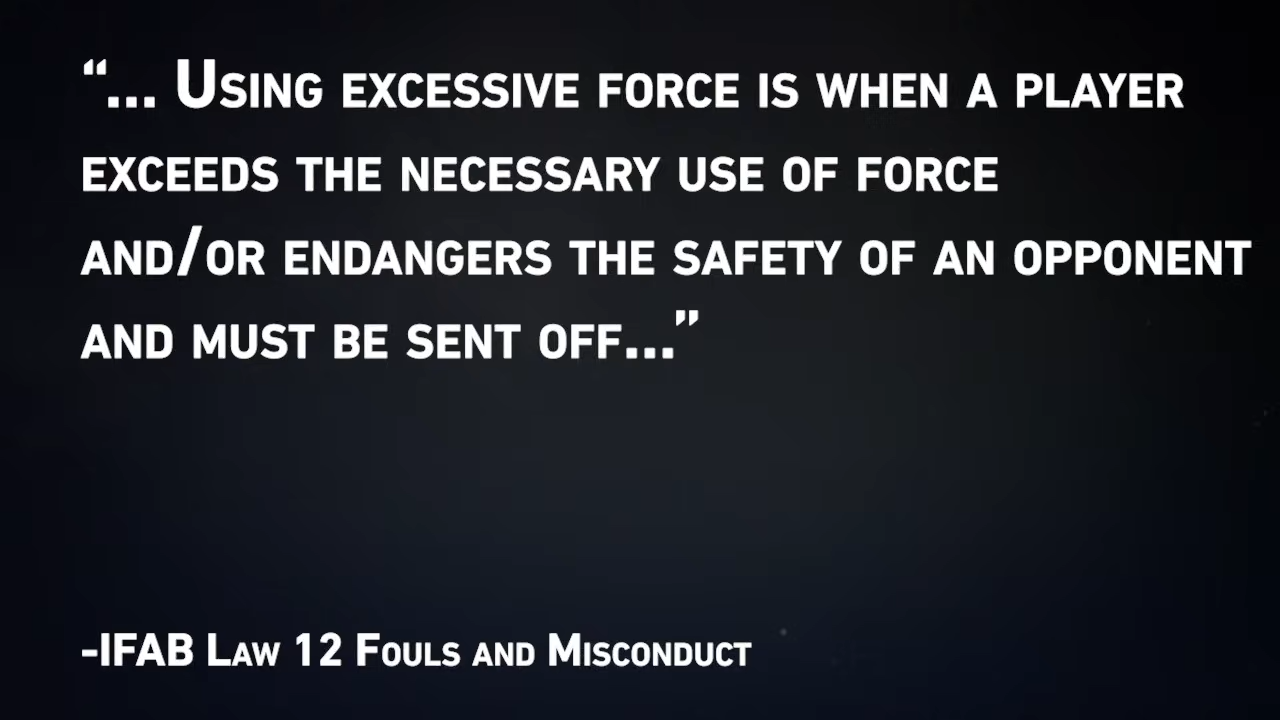 “... Using excessive force is when a player
exceeds the necessary use of force
and/or endangers the safety of an opponent
and must be sent off...”
-IFAB Law 12 Fouls and Misconduct